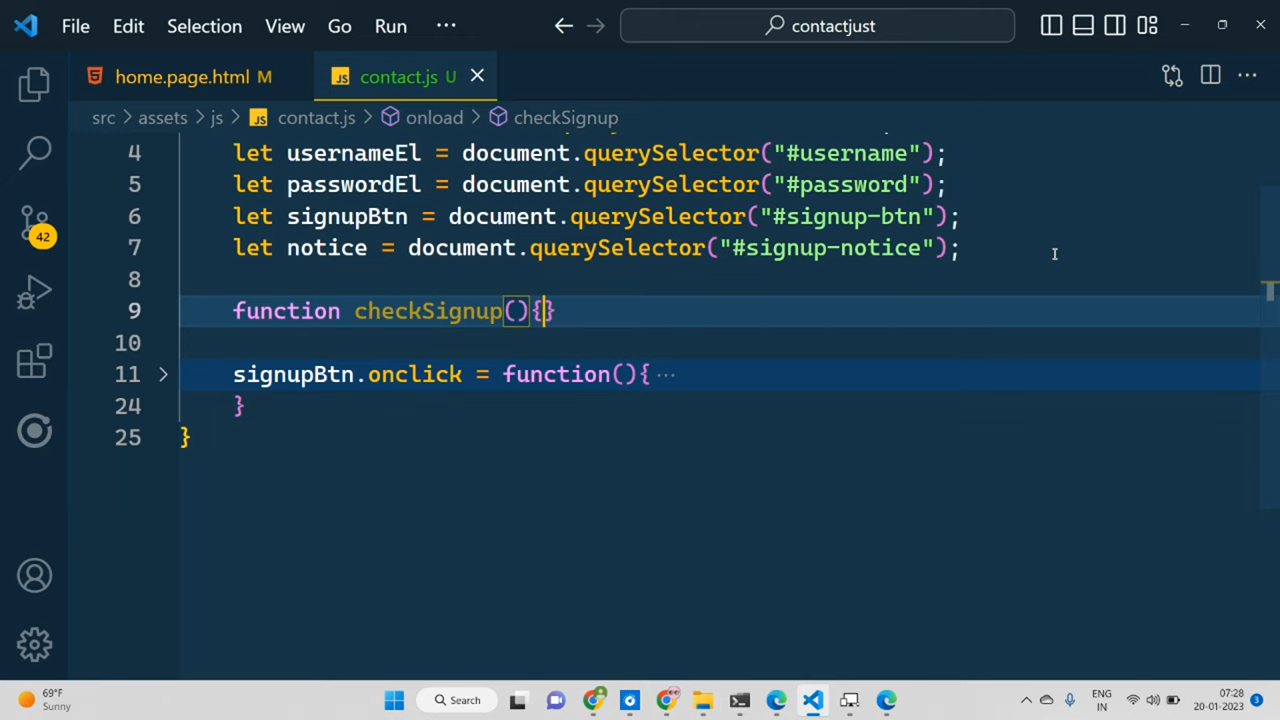 File Edit Selection View Go Run ··· contactjust
home.page.html M contact.js U
src > assets > js > contact.js > onload > checkSignup
4 let usernameEl = document.querySelector("#username");
5 let passwordEl = document.querySelector("#password");
6 let signupBtn = document.querySelector("#signup-btn");
7 let notice = document.querySelector("#signup-notice");
8
9 function checkSignup(){}
10
11 signupBtn.onclick = function(){···
24 }
25 }
42
69°F
Sunny
Search
ENG
IN
07:28
20-01-2023
3